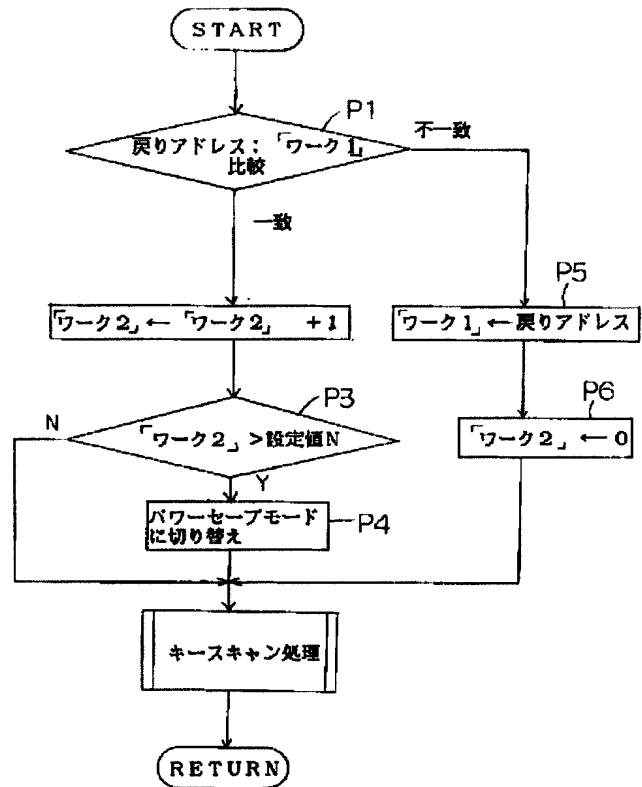 START
P1
戻りアドレス：「ワーク1」
比較
不一致
一致
P5
「ワーク2」← 「ワーク2」 +1
「ワーク1」← 戻りアドレス
P3
P6
N
「ワーク2」>設定値N
「ワーク2」 ← 0
Y
パワーセーブモード
に切り替え
P4
キースキャン処理
RETURN